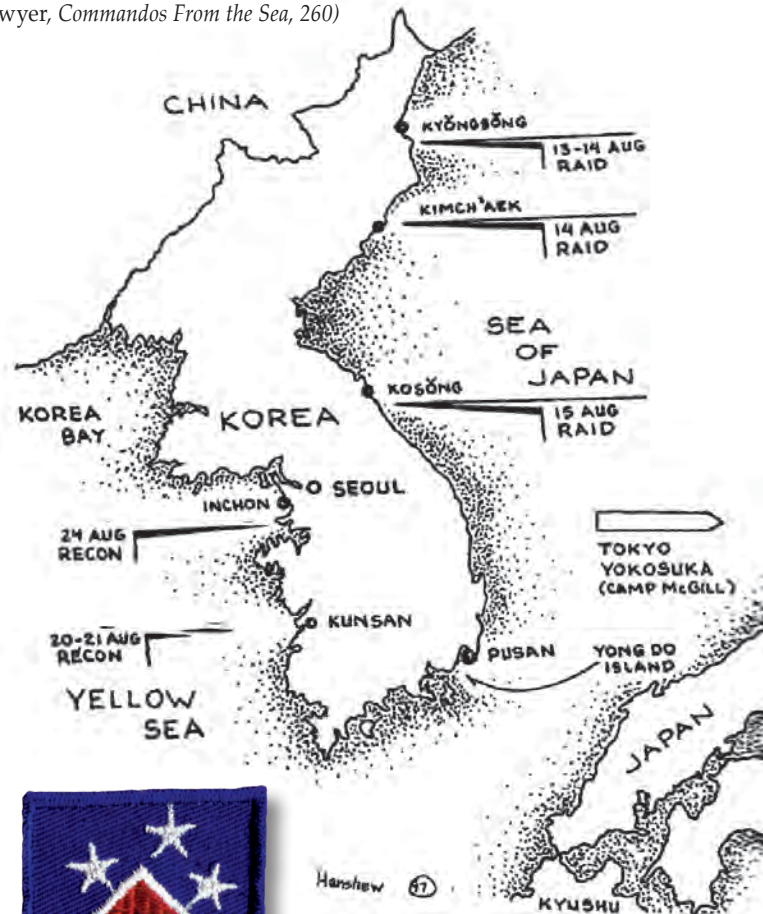 wyer, Commandos From the Sea, 260)
CHINA
KYŎNGSŎNG
13-14 AUG
RAID
KIMCH'AEK
14 AUG
RAID
SEA
OF
JAPAN
KOSŎNG
15 AUG
RAID
KOREA
BAY
KOREA
SEOUL
INCHON
24 AUG
RECON
TOKYO
YOKOSUKA
(CAMP McGILL)
KUNSAN
20-21 AUG
RECON
PUSAN
YONG DO
ISLAND
YELLOW
SEA
JAPAN
Hanshew 97
KYUSHU